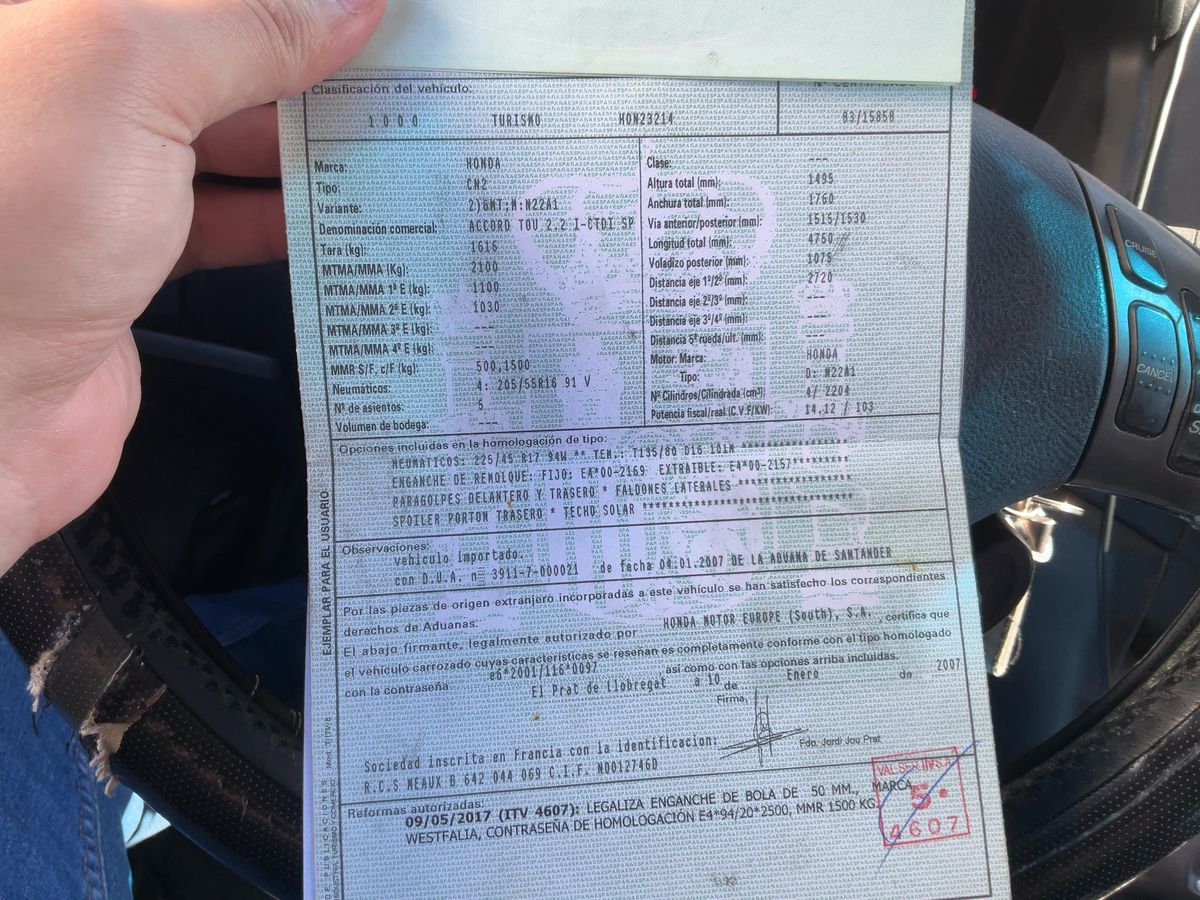 Clasificación del vehículo:
1000 TURISMO HON23214 83/15858
Marca: HONDA
Tipo: CN2
Variante: 2)6WT;M:N22A1
Denominación comercial: ACCORD TOU 2.2 I-CTDI SP
Tara (kg): 1616
MTMA/MMA (Kg): 2100
MTMA/MMA 1º E (kg): 1100
MTMA/MMA 2º E (kg): 1030
MTMA/MMA 3º E (kg): ---
MTMA/MMA 4º E (kg): ---
MMR S/F, c/F (kg): 500,1500
Neumaticos: 4: 205/55R16 91 V
Nº de asientos: 5
Volumen de bodega: ---
Clase: ---
Altura total (mm): 1495
Anchura total (mm): 1760
Via anterior/posterior (mm): 1515/1530
Longitud total (mm): 4750
Voladizo posterior (mm): 1075
Distancia eje 1º/2º (mm): 2720
Distancia eje 2º/3º (mm): ---
Distancia eje 3º/4º (mm): ---
Distancia 5ª rueda/últ. (mm): ---
Motor: Marca: HONDA
Tipo: D: N22A1
Nº Cilindros/Cilindrada (cm³): 4/ 2204
Potencia fiscal/real (C.V.F/KW): 14.12 / 103
Opciones incluidas en la homologación de tipo:
NEUMATICOS: 225/45 R17 94W ** TEM.: T135/80 D16 101M
ENGANCHE DE REMOLQUE: FIJO: E4*00-2169 EXTRAIBLE: E4*00-2157*********
PARAGOLPES DELANTERO Y TRASERO * FALDONES LATERALES ******************
SPOILER PORTON TRASERO * TECHO SOLAR *********************************
Observaciones:
vehiculo importado.
con D.U.A. nº 3911-7-000021 de fecha 04.01.2007 DE LA ADUANA DE SANTANDER
Por las piezas de origen extranjero incorporadas a este vehículo se han satisfecho los correspondientes
derechos de Aduanas:
El abajo firmante, legalmente autorizado por HONDA MOTOR EUROPE (South), S.A. , certifica que
el vehículo carrozado cuyas características se reseñan es completamente conforme con el tipo homologado
con la contraseña e6*2001/116*0097 así como con las opciones arriba incluidas.
El Prat de Llobregat a 10 de Enero de 2007
Firma,
Fdo. Jordi Jou Prat
Sociedad inscrita en Francia con la identificacion:
R.C.S MEAUX B 642 044 069 C.I.F. N0012746D
Reformas autorizadas:
09/05/2017 (ITV 4607): LEGALIZA ENGANCHE DE BOLA DE 50 MM., MARCA
WESTFALIA, CONTRASEÑA DE HOMOLOGACIÓN E4*94/20*2500, MMR 1500 KG.
5.
4607
EJEMPLAR PARA EL USUARIO
CRUISE
CANCEL